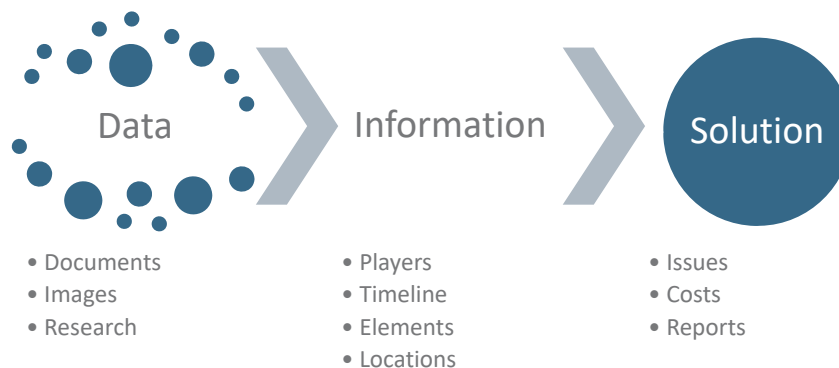 Data
Information
Solution
• Documents
• Images
• Research
• Players
• Timeline
• Elements
• Locations
• Issues
• Costs
• Reports